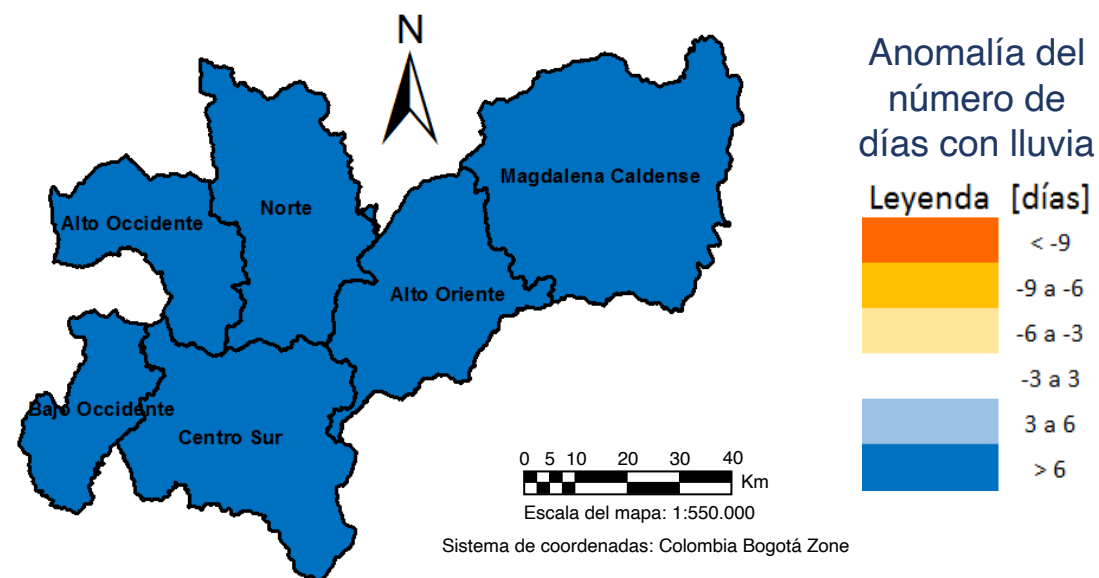 N
Magdalena Caldense
Norte
Alto Occidente
Alto Oriente
Bajo Occidente
Centro Sur
0 5 10 20 30 40
Km
Escala del mapa: 1:550.000
Sistema de coordenadas: Colombia Bogotá Zone
Anomalía del
número de
días con lluvia
Leyenda [días]
< -9
-9 a -6
-6 a -3
-3 a 3
3 a 6
> 6